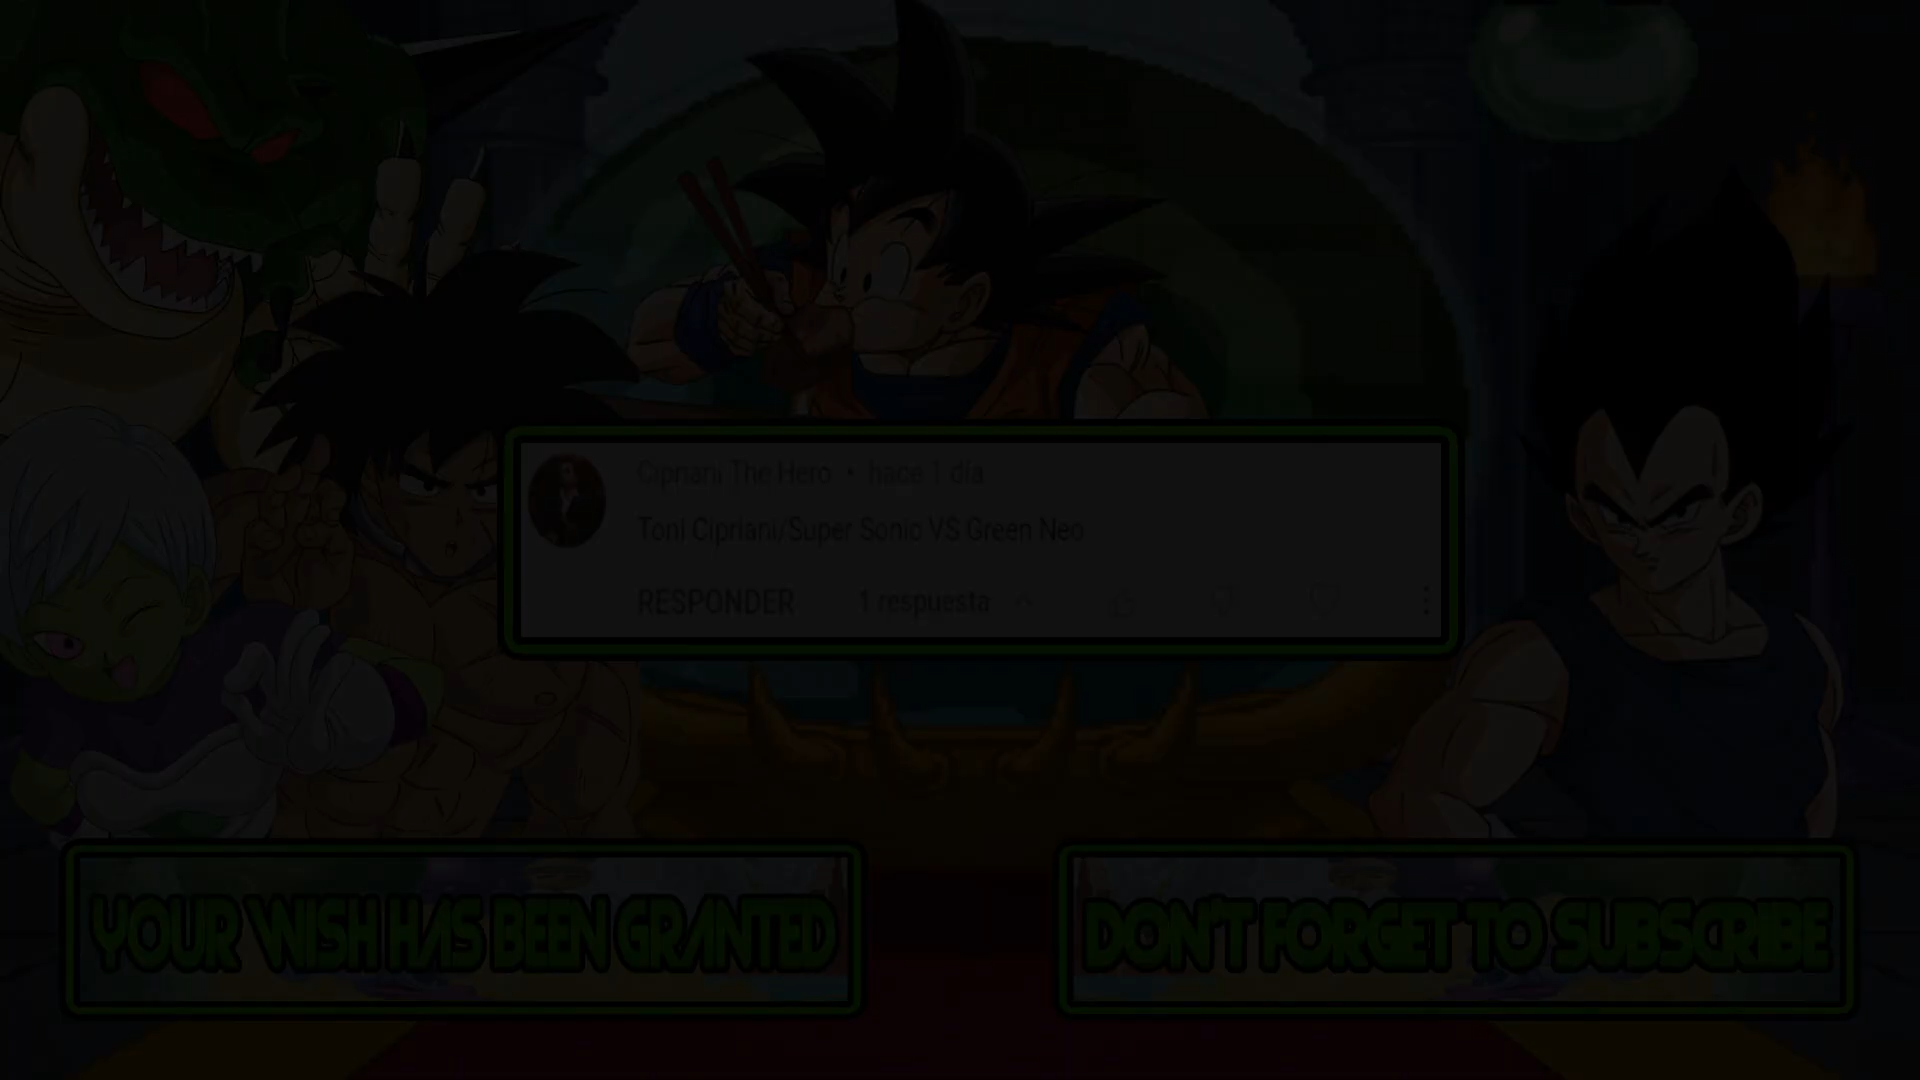 Cipriani The Hero • hace 1 día
Toni Cipriani/Super Sonic VS Green Neo
RESPONDER 1 respuesta
YOUR WISH HAS BEEN GRANTED
DON'T FORGET TO SUBSCRIBE